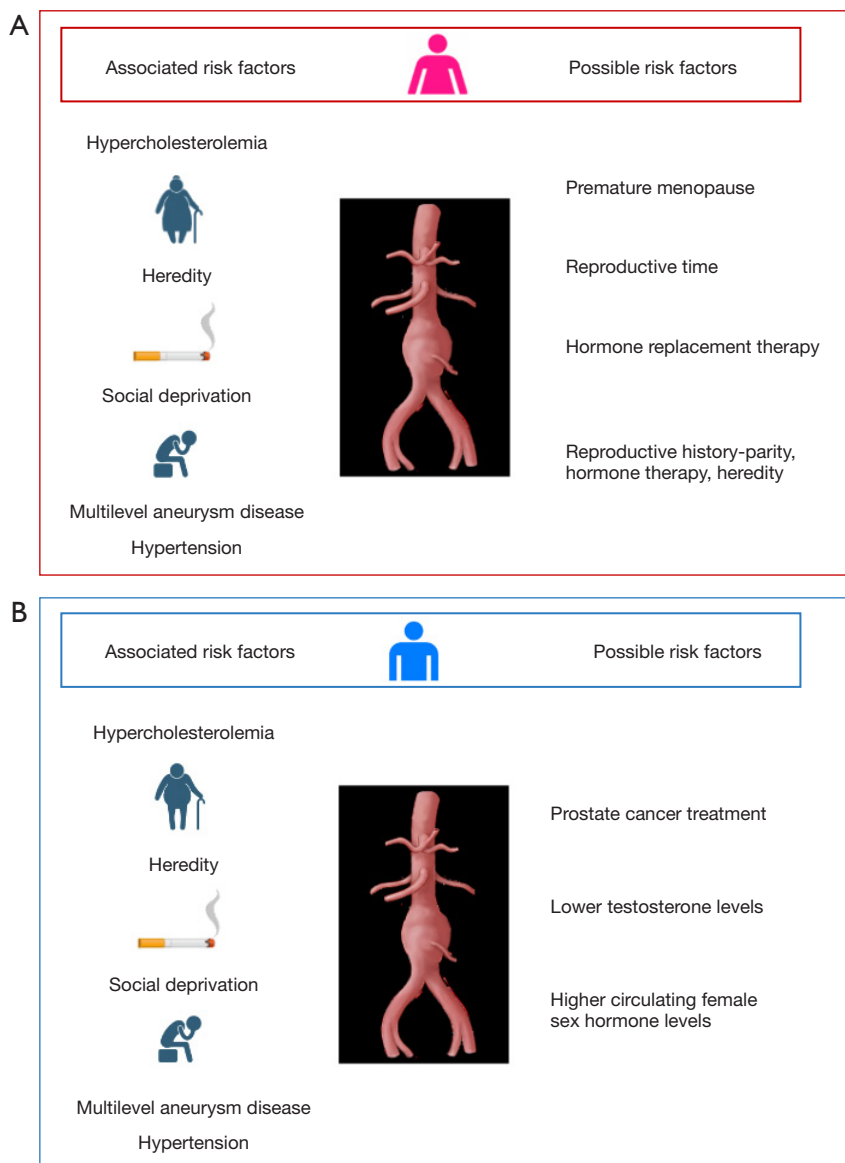 A
Associated risk factors
Possible risk factors
Hypercholesterolemia
Heredity
Social deprivation
Multilevel aneurysm disease
Hypertension
Premature menopause
Reproductive time
Hormone replacement therapy
Reproductive history-parity,
hormone therapy, heredity
B
Associated risk factors
Possible risk factors
Hypercholesterolemia
Heredity
Social deprivation
Multilevel aneurysm disease
Hypertension
Prostate cancer treatment
Lower testosterone levels
Higher circulating female
sex hormone levels